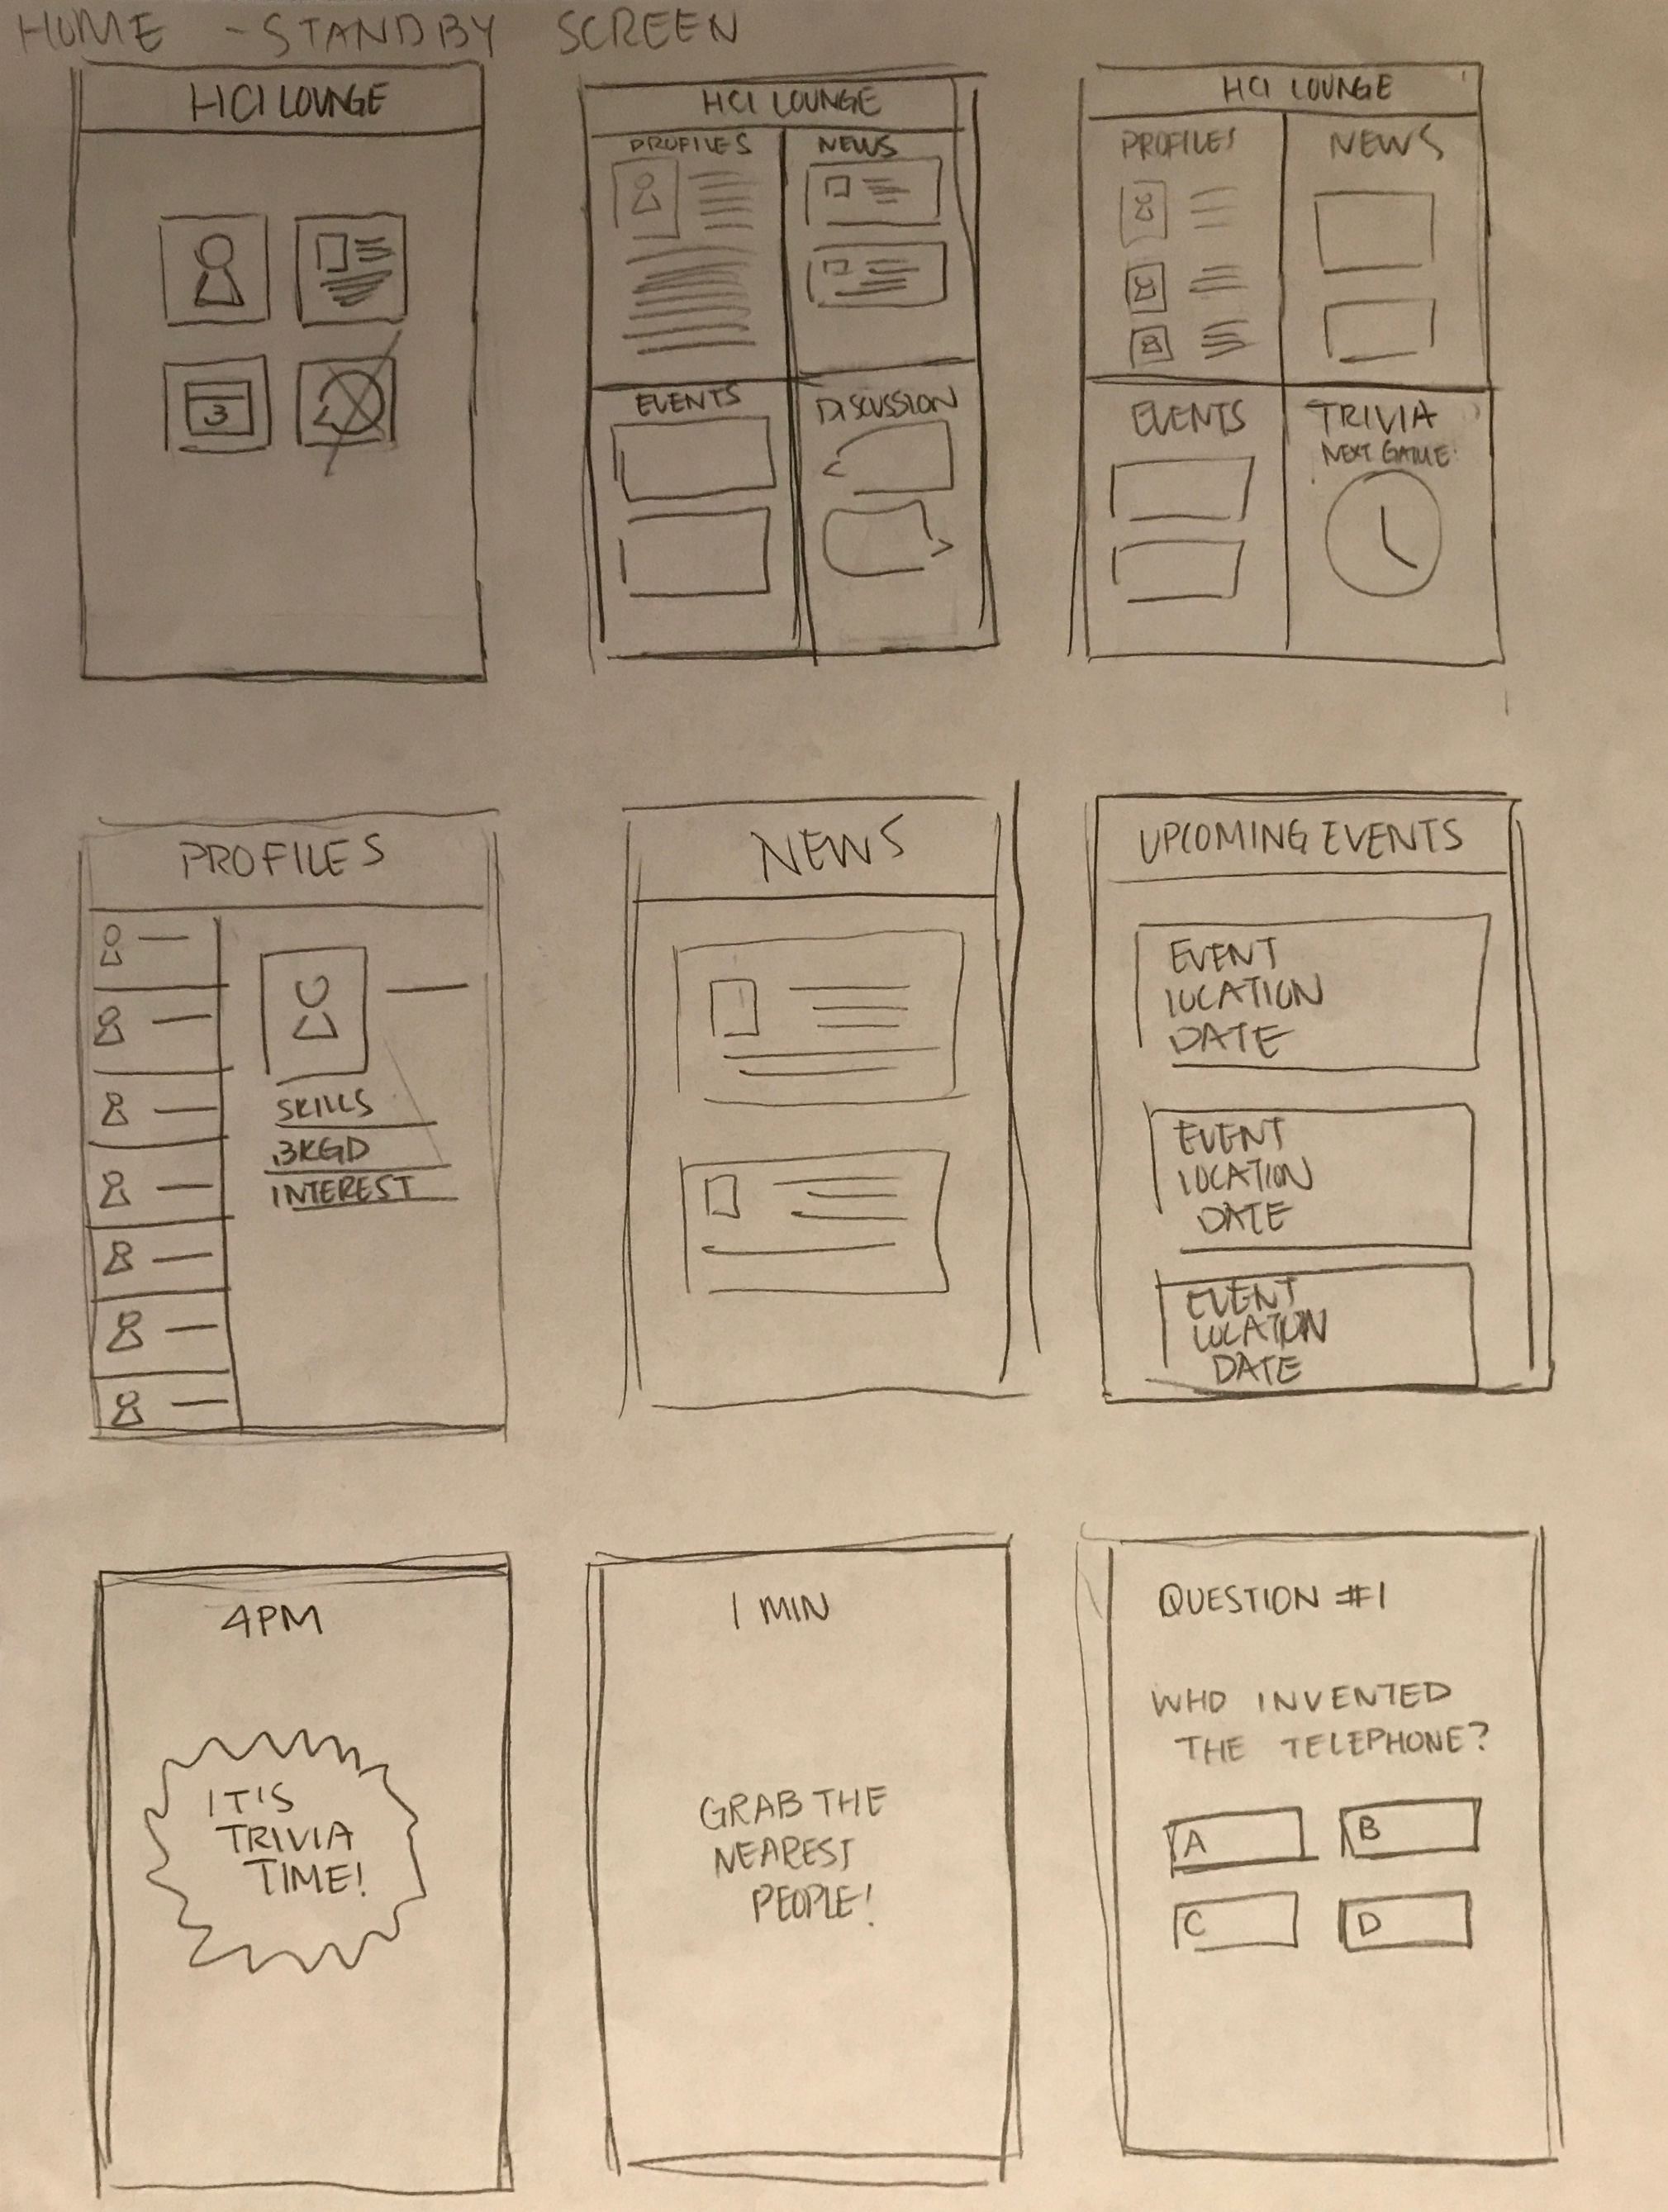 HOME - STANDBY SCREEN
HCI LOUNGE
3
HCI LOUNGE
PROFILES
NEWS
EVENTS
DISCUSSION
HCI LOUNGE
PROFILES
NEWS
EVENTS
TRIVIA
NEXT GAME:
PROFILES
SKILLS
BKGD
INTEREST
NEWS
UPCOMING EVENTS
EVENT
LOCATION
DATE
EVENT
LOCATION
DATE
EVENT
LOCATION
DATE
4PM
IT'S
TRIVIA
TIME!
1 MIN
GRAB THE
NEAREST
PEOPLE!
QUESTION #1
WHO INVENTED
THE TELEPHONE?
A
B
C
D